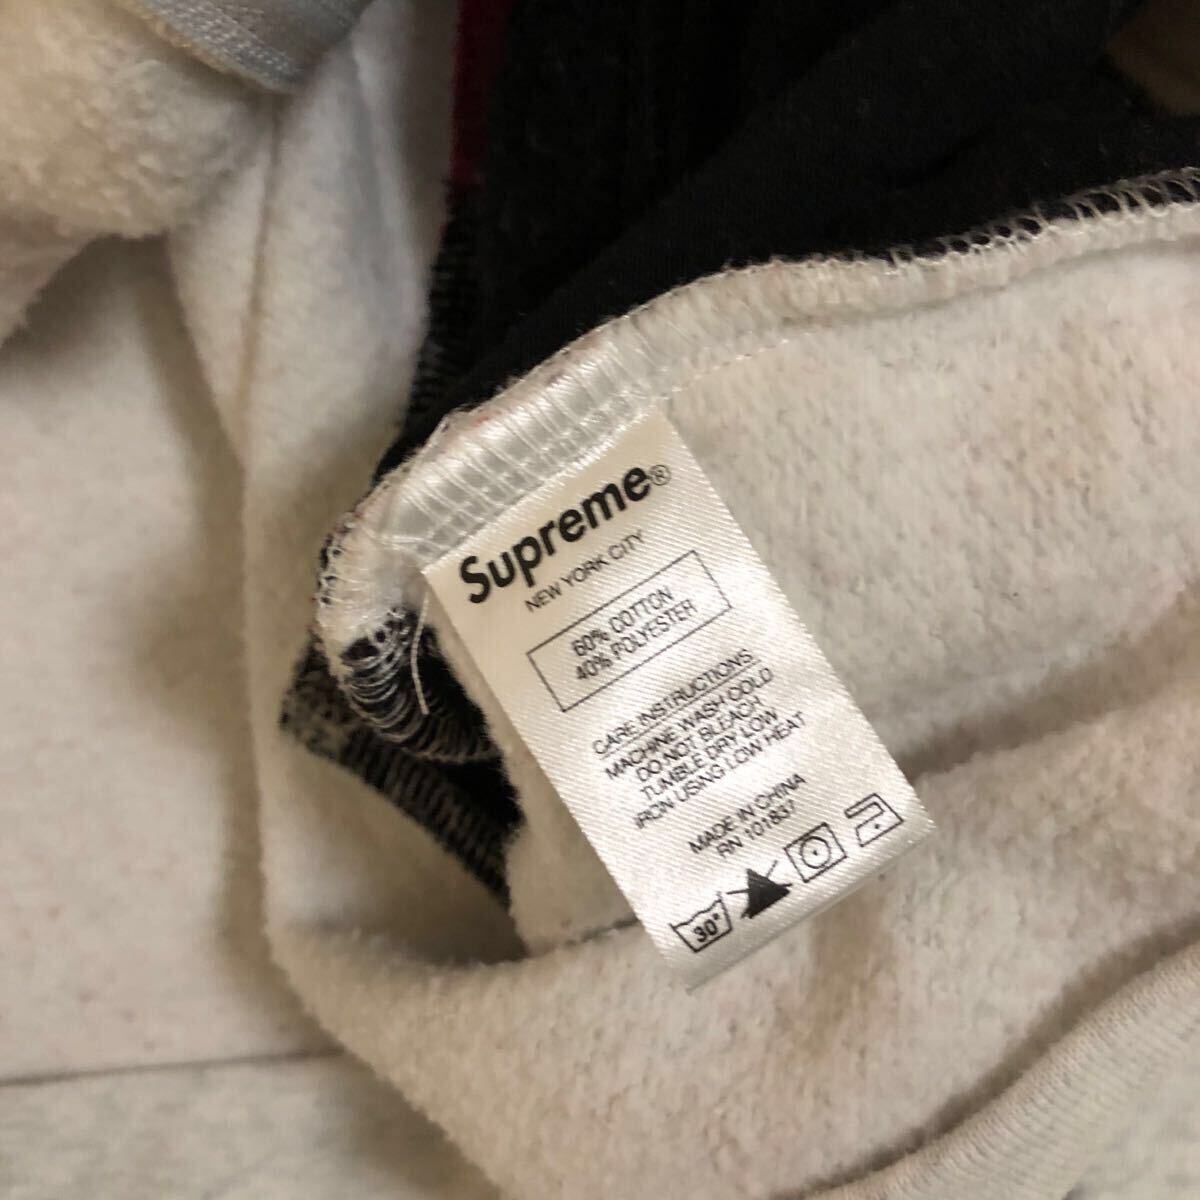 Supreme®
NEW YORK CITY
60% COTTON
40% POLYESTER
CARE INSTRUCTIONS:
MACHINE WASH COLD
DO NOT BLEACH
TUMBLE DRY LOW
IRON USING LOW HEAT
MADE IN CHINA
RN 101837
30°